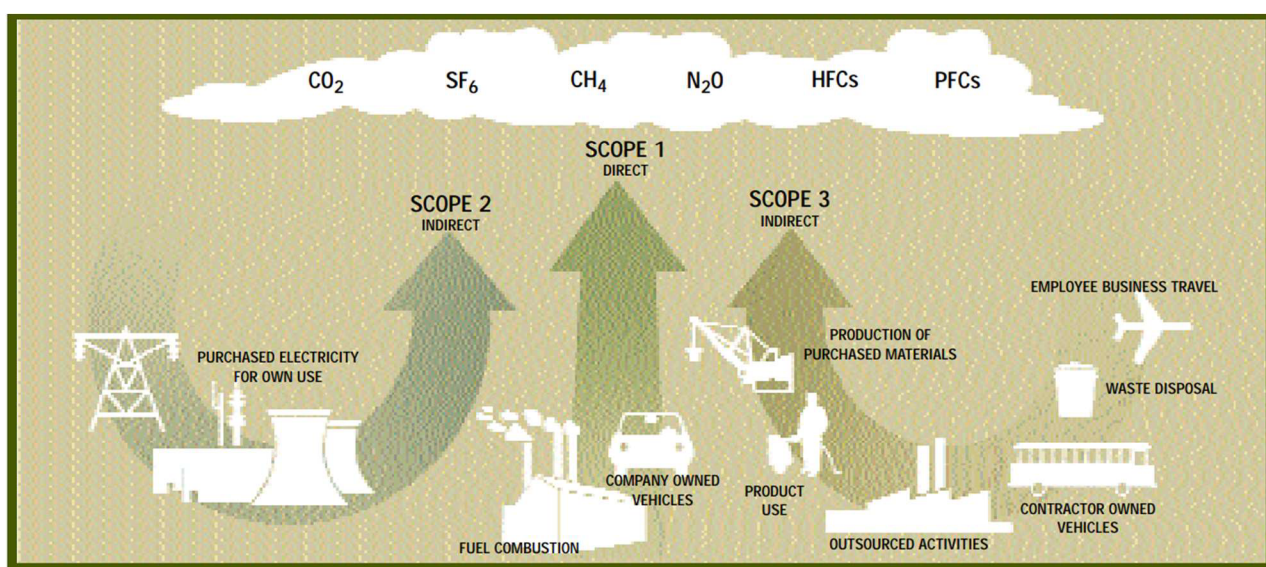 CO₂ SF₆ CH₄ N₂O HFCs PFCs
SCOPE 1
DIRECT
SCOPE 2
INDIRECT
SCOPE 3
INDIRECT
EMPLOYEE BUSINESS TRAVEL
PURCHASED ELECTRICITY
FOR OWN USE
PRODUCTION OF
PURCHASED MATERIALS
WASTE DISPOSAL
COMPANY OWNED
VEHICLES
PRODUCT
USE
CONTRACTOR OWNED
VEHICLES
FUEL COMBUSTION
OUTSOURCED ACTIVITIES